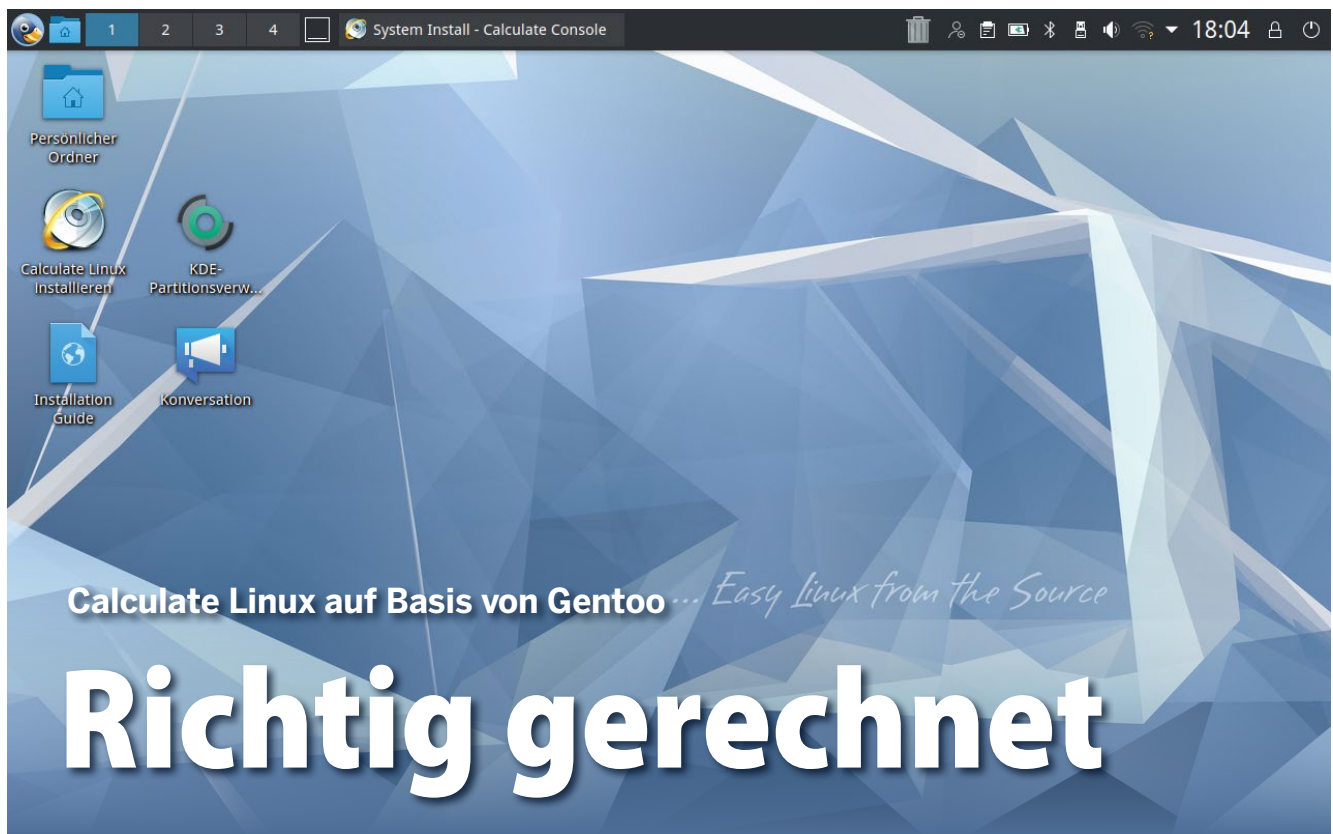 1 2 3 4 System Install - Calculate Console 18:04
Persönlicher
Ordner
Calculate Linux
installieren
KDE-
Partitionsverw...
Installation
Guide
Konversation
Calculate Linux auf Basis von Gentoo
... Easy Linux from the Source
Richtig gerechnet